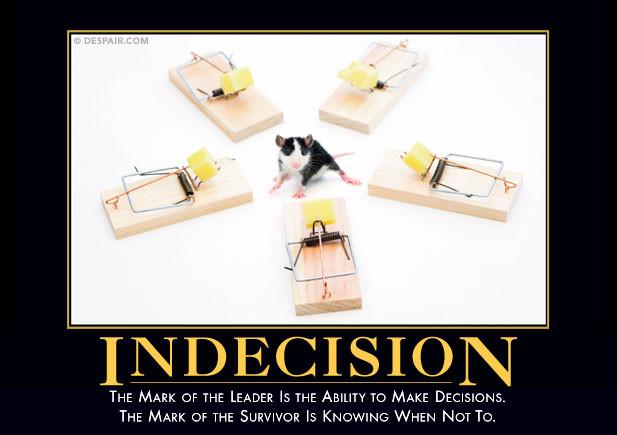 © DESPAIR.COM
INDECISION
THE MARK OF THE LEADER IS THE ABILITY TO MAKE DECISIONS.
THE MARK OF THE SURVIVOR IS KNOWING WHEN NOT TO.